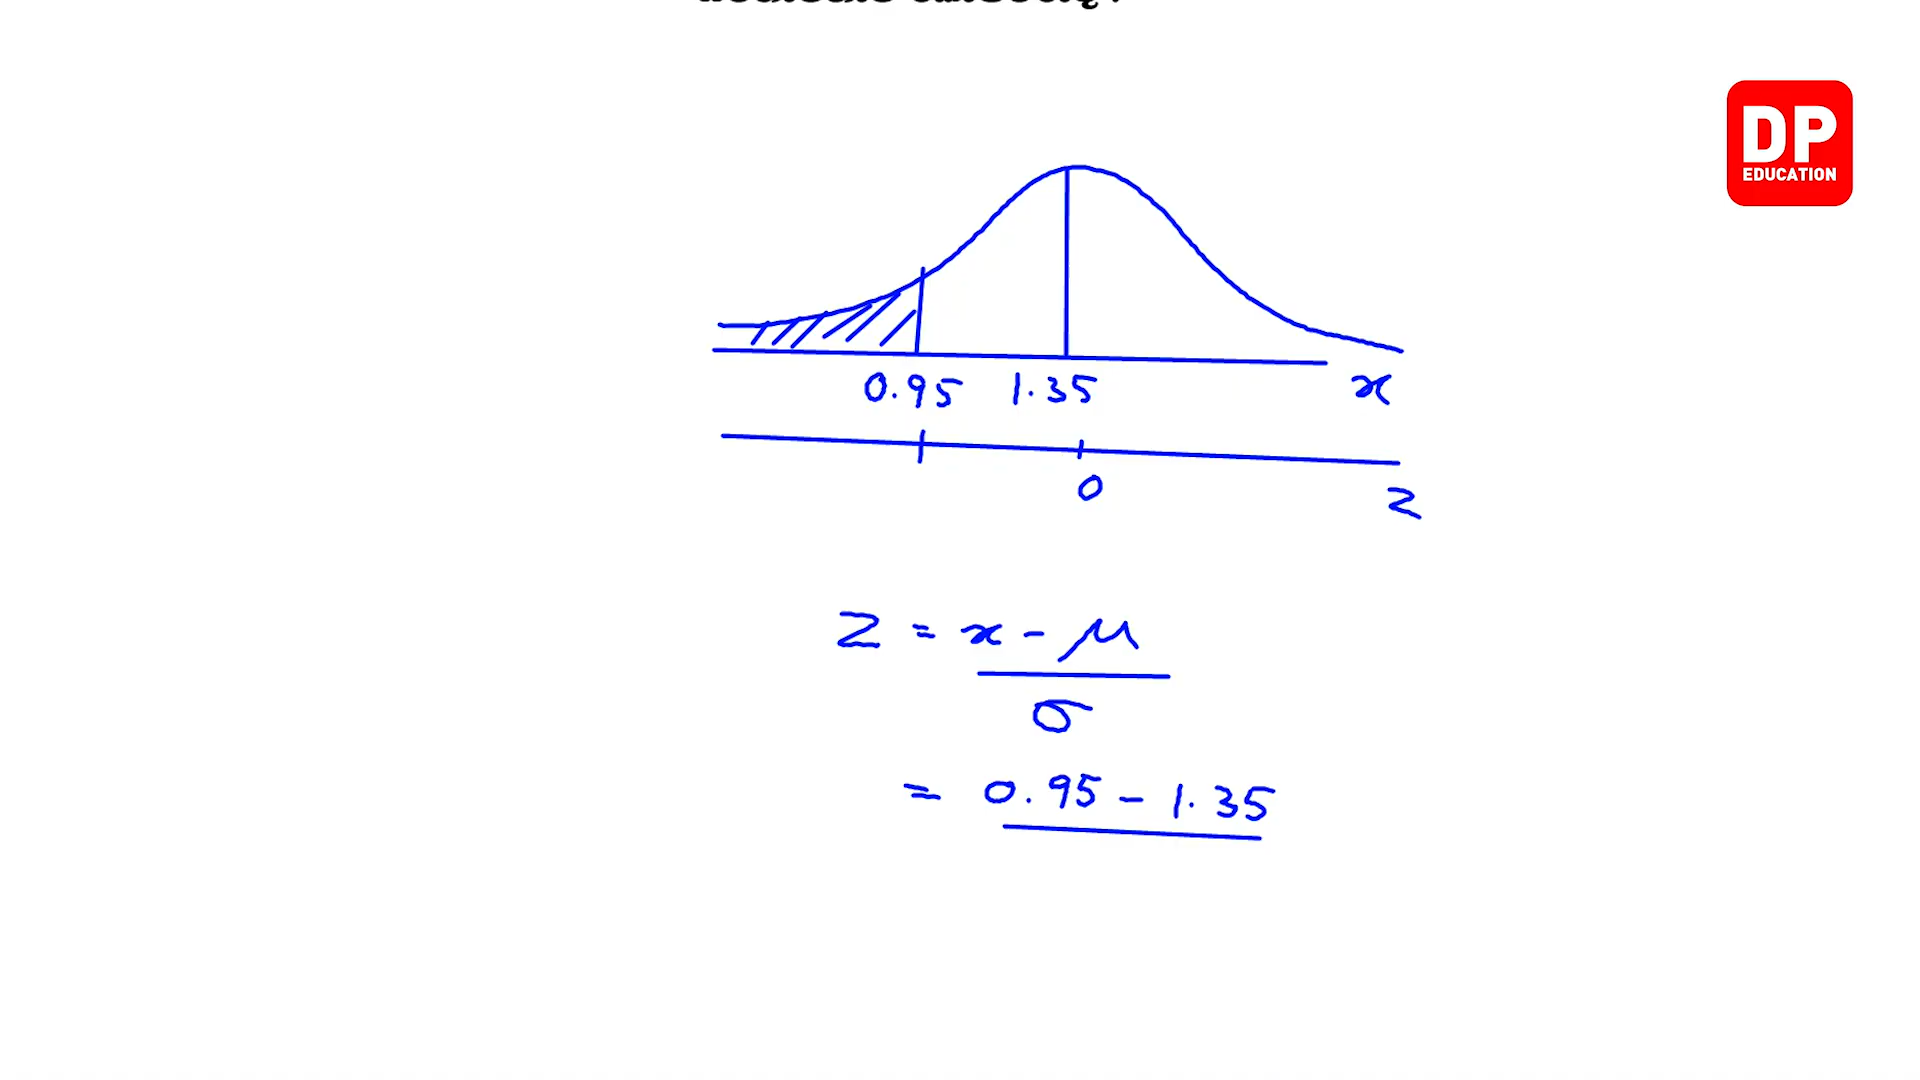 DP
EDUCATION
0.95 1.35 x
0 z
z = x - μ
σ
= 0.95 - 1.35